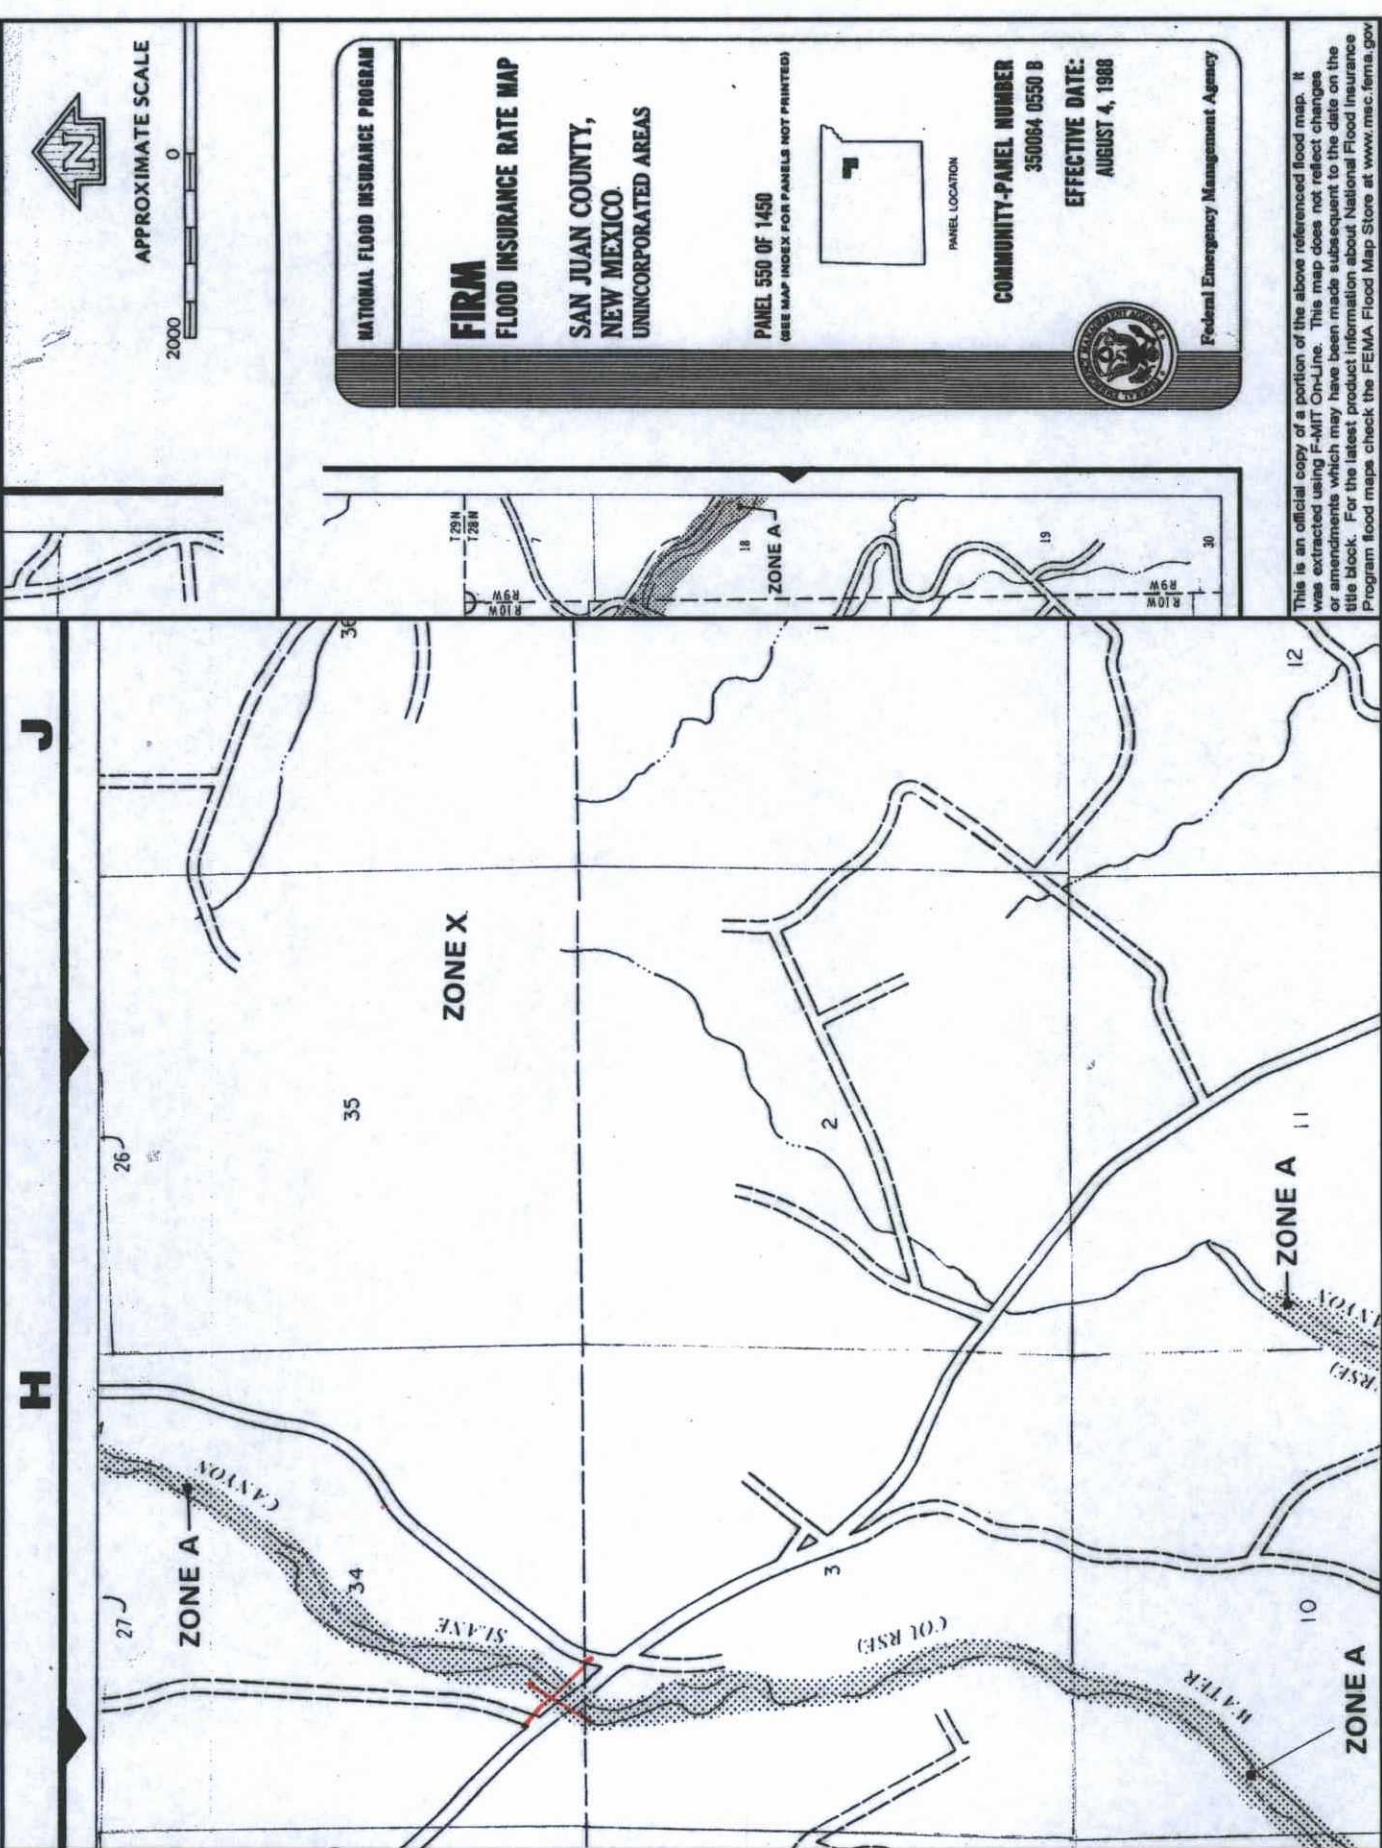 APPROXIMATE SCALE
2000 0
N
NATIONAL FLOOD INSURANCE PROGRAM
FIRM
FLOOD INSURANCE RATE MAP
SAN JUAN COUNTY,
NEW MEXICO
UNINCORPORATED AREAS
PANEL 550 OF 1450
(SEE MAP INDEX FOR PANELS NOT PRINTED)
PANEL LOCATION
COMMUNITY-PANEL NUMBER
350064 0550 B
EFFECTIVE DATE:
AUGUST 4, 1988
Federal Emergency Management Agency
This is an official copy of a portion of the above referenced flood map. It
was extracted using F-MIT On-Line. This map does not reflect changes
or amendments which may have been made subsequent to the date on the
title block. For the latest product information about National Flood Insurance
Program flood maps check the FEMA Flood Map Store at www.msc.fema.gov
T29N
T28N
R10W
R9W
7
18
ZONE A
19
R10W
R9W
30
H
J
27
26
ZONE A
CANYON
34
35
36
ZONE X
SLANE
3
2
1
COURSE)
WATER
10
11
12
ZONE A
ZONE A